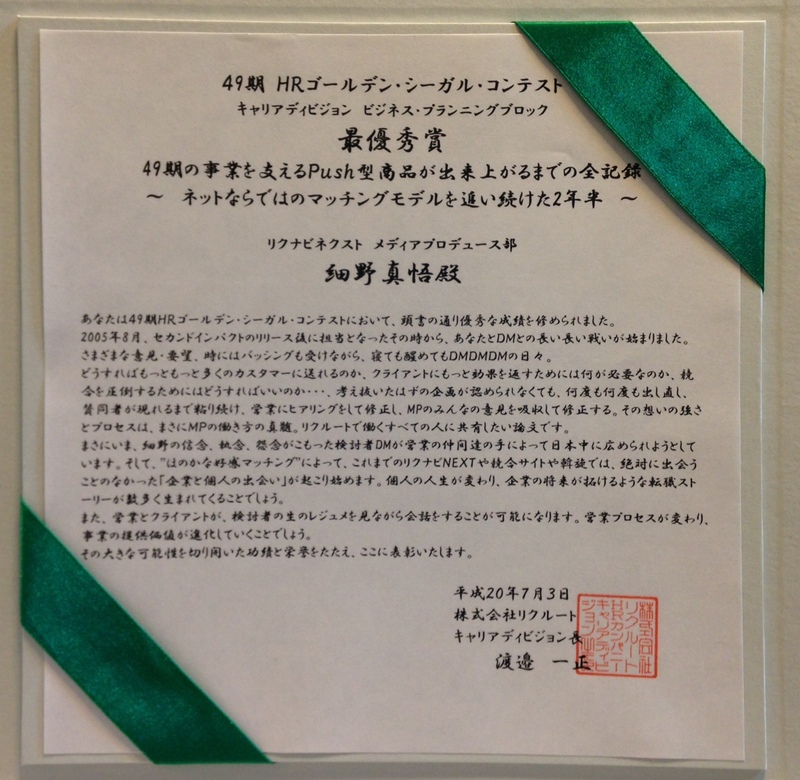 49期 HRゴールデン・シーガル・コンテスト
キャリアディビジョン ビジネス・プランニングブロック
最優秀賞
49期の事業を支えるPush型商品が出来上がるまでの全記録
～ ネットならではのマッチングモデルを追い続けた2年半 ～
リクナビネクスト メディアプロデュース部
細野真悟殿
あなたは49期HRゴールデン・シーガル・コンテストにおいて、頭書の通り優秀な成績を修められました。
2005年8月、セカンドインパクトのリリース後に担当となったその時から、あなたとDMとの長い長い戦いが始まりました。
さまざまな意見・要望、時にはバッシングも受けながら、寝ても醒めてもDMDMDMの日々。
どうすればもっともっと多くのカスタマーに送れるのか、クライアントにもっと効果を返すためには何が必要なのか、競
合を圧倒するためにはどうすればいいのか・・・、考え抜いたはずの企画が認められなくても、何度も何度も出し直し、
賛同者が現れるまで粘り続け、営業にヒアリングをして修正し、MPのみんなの意見を吸収して修正する。その想いの強さ
とプロセスは、まさにMPの働き方の真髄。リクルートで働くすべての人に共有したい論文です。
まさにいま、細野の信念、執念、怨念がこもった検討者DMが営業の仲間達の手によって日本中に広められようとして
います。そして、"ほのかな好感マッチング"によって、これまでのリクナビNEXTや競合サイトや斡旋では、絶対に出会う
ことのなかった「企業と個人の出会い」が起こり始めます。個人の人生が変わり、企業の将来が拓けるような転職スト
ーリーが数多く生まれてくることでしょう。
また、営業とクライアントが、検討者の生のレジュメを見ながら会話をすることが可能になります。営業プロセスが変わり、
事業の提供価値が進化していくことでしょう。
その大きな可能性を切り開いた功績と栄誉をたたえ、ここに表彰いたします。
平成20年7月3日
株式会社リクルート
キャリアディビジョン長
渡邉 一正
株式会社
リクルート
HRカンパニー
キャリアディビ
ジョン